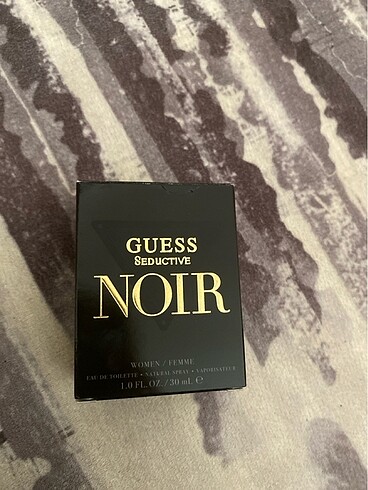 GUESS
SEDUCTIVE
NOIR
WOMEN / FEMME
EAU DE TOILETTE • NATURAL SPRAY • VAPORISATEUR
1.0 FL. OZ. / 30 mL ℮